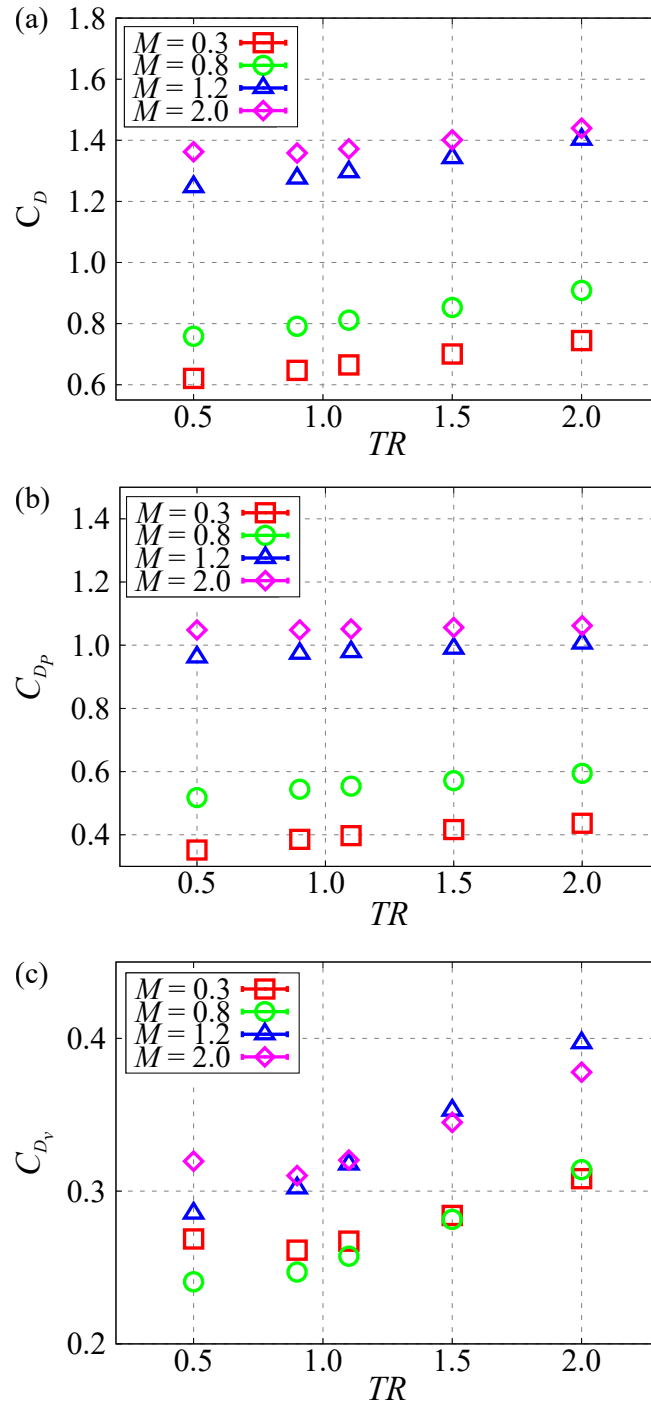 (a)
1.8
1.6
1.4
1.2
1.0
0.8
0.6
C_D
M = 0.3
M = 0.8
M = 1.2
M = 2.0
0.5 1.0 1.5 2.0
TR
(b)
1.4
1.2
1.0
0.8
0.6
0.4
C_{D_P}
M = 0.3
M = 0.8
M = 1.2
M = 2.0
0.5 1.0 1.5 2.0
TR
(c)
0.4
0.3
0.2
C_{D_v}
M = 0.3
M = 0.8
M = 1.2
M = 2.0
0.5 1.0 1.5 2.0
TR